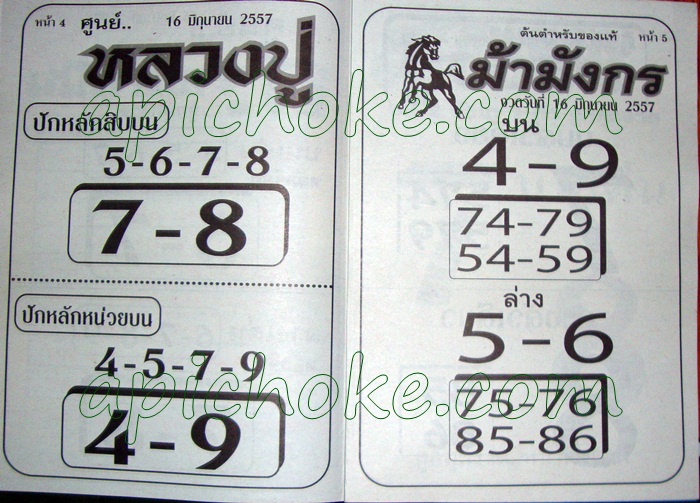 หน้า 4
ศูนย์..
16 มิถุนายน 2557
หลวงปู่
ปักหลักสิบบน
5-6-7-8
7-8
ปักหลักหน่วยบน
4-5-7-9
4-9
ต้นตำหรับของแท้
หน้า 5
ม้ามังกร
งวดวันที่ 16 มิถุนายน 2557
บน
4-9
74-79
54-59
ล่าง
5-6
75-76
85-86
apichoke.com
apichoke.com